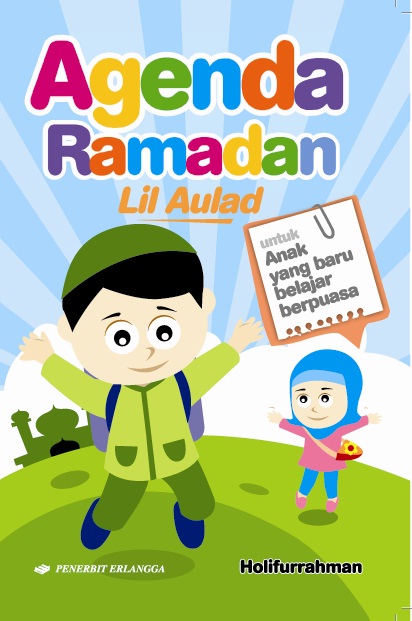 Agenda
Ramadan
Lil Aulad
untuk
Anak
yang baru
belajar
berpuasa
PENERBIT ERLANGGA
Holifurrahman